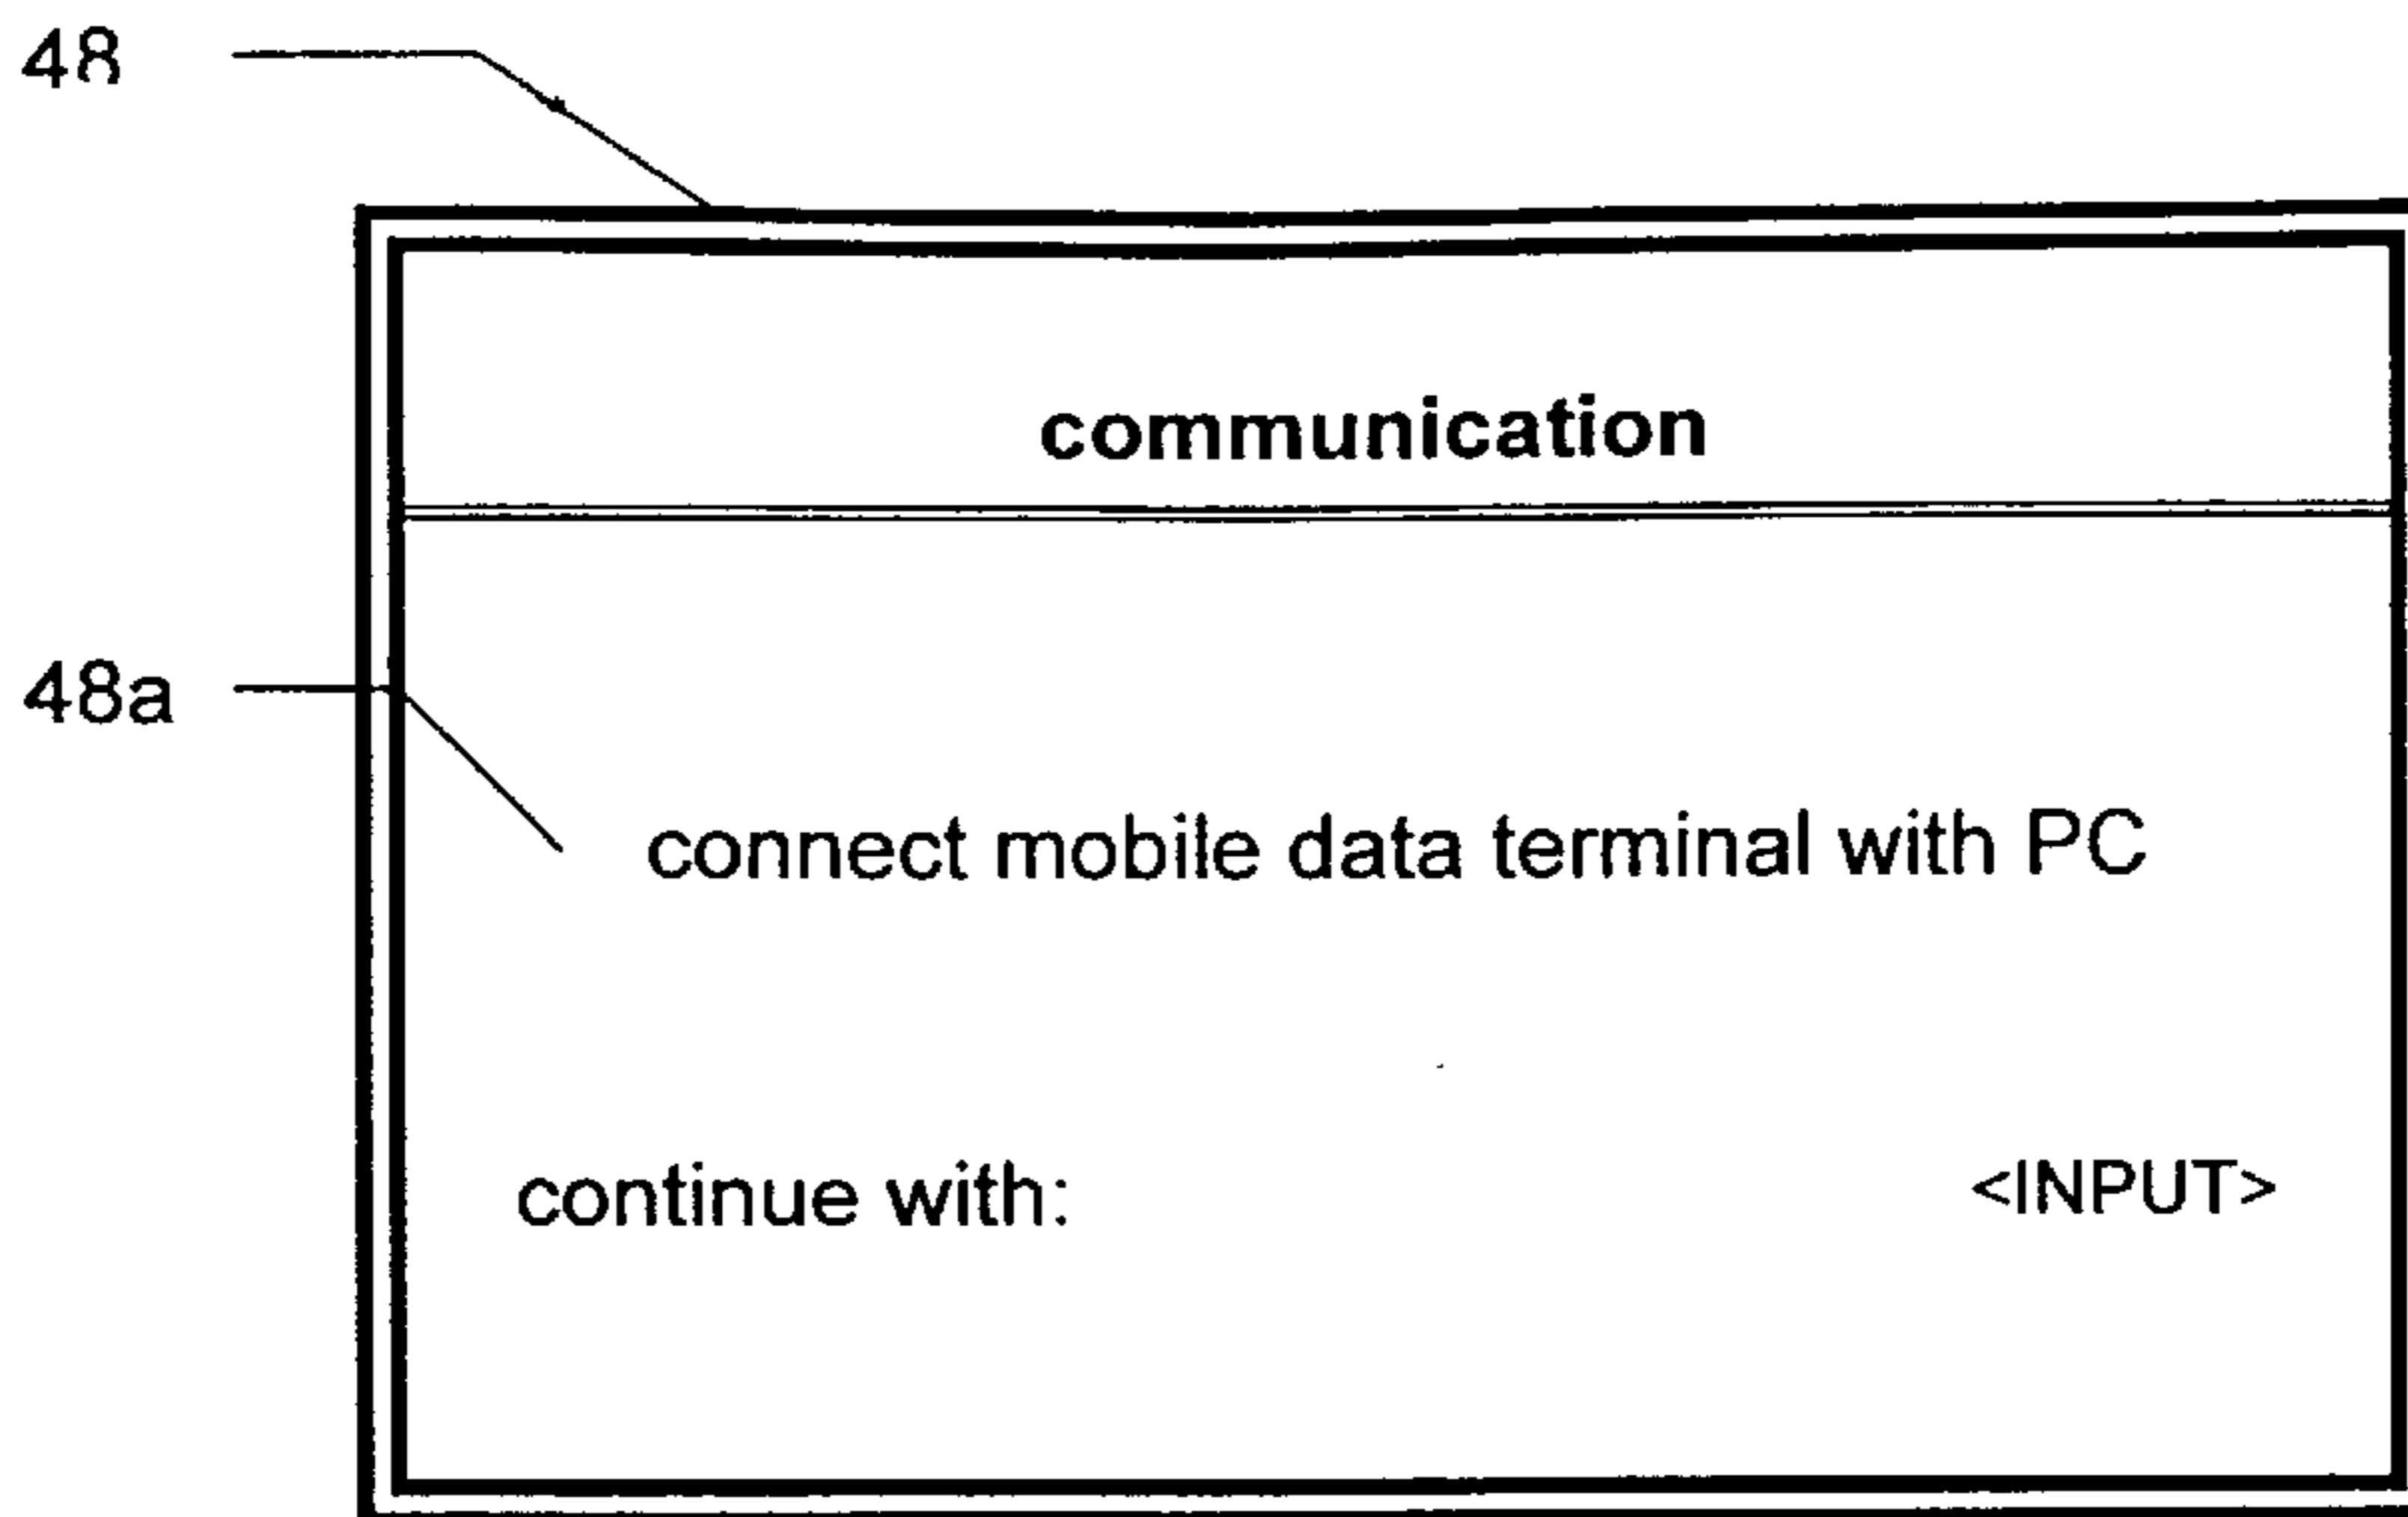 48
communication
48a
connect mobile data terminal with PC
continue with: <INPUT>